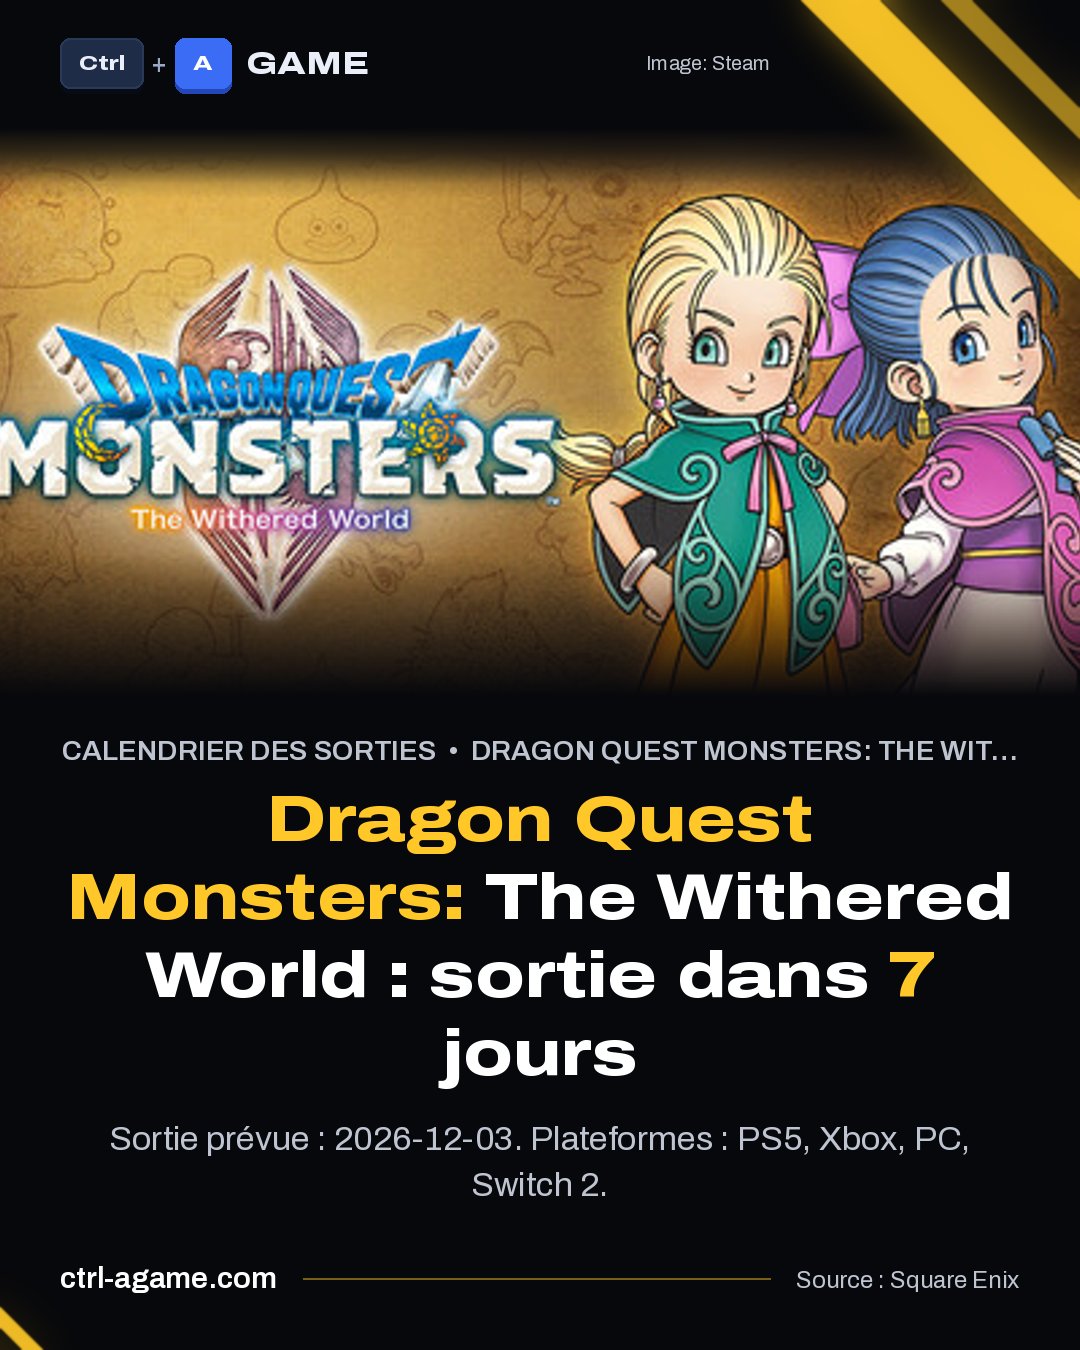 Ctrl + A GAME
Image: Steam
DRAGON QUEST
MONSTERS™
The Withered World
CALENDRIER DES SORTIES • DRAGON QUEST MONSTERS: THE WIT...
Dragon Quest
Monsters: The Withered
World : sortie dans 7
jours
Sortie prévue : 2026-12-03. Plateformes : PS5, Xbox, PC,
Switch 2.
ctrl-agame.com
Source : Square Enix